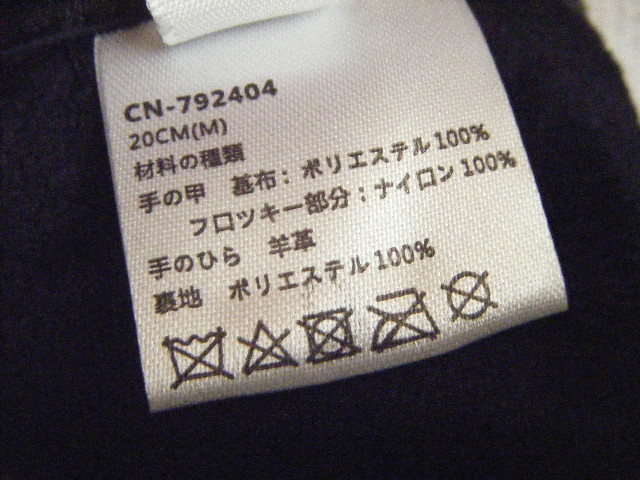 CN-792404
20CM(M)
材料の種類
手の甲 基布：ポリエステル100%
フロツキー部分：ナイロン100%
手のひら 羊革
裏地 ポリエステル100%